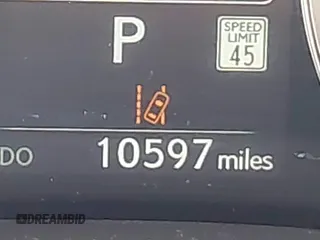 P
SPEED
LIMIT
45
DO
10597 miles
DREAMBID